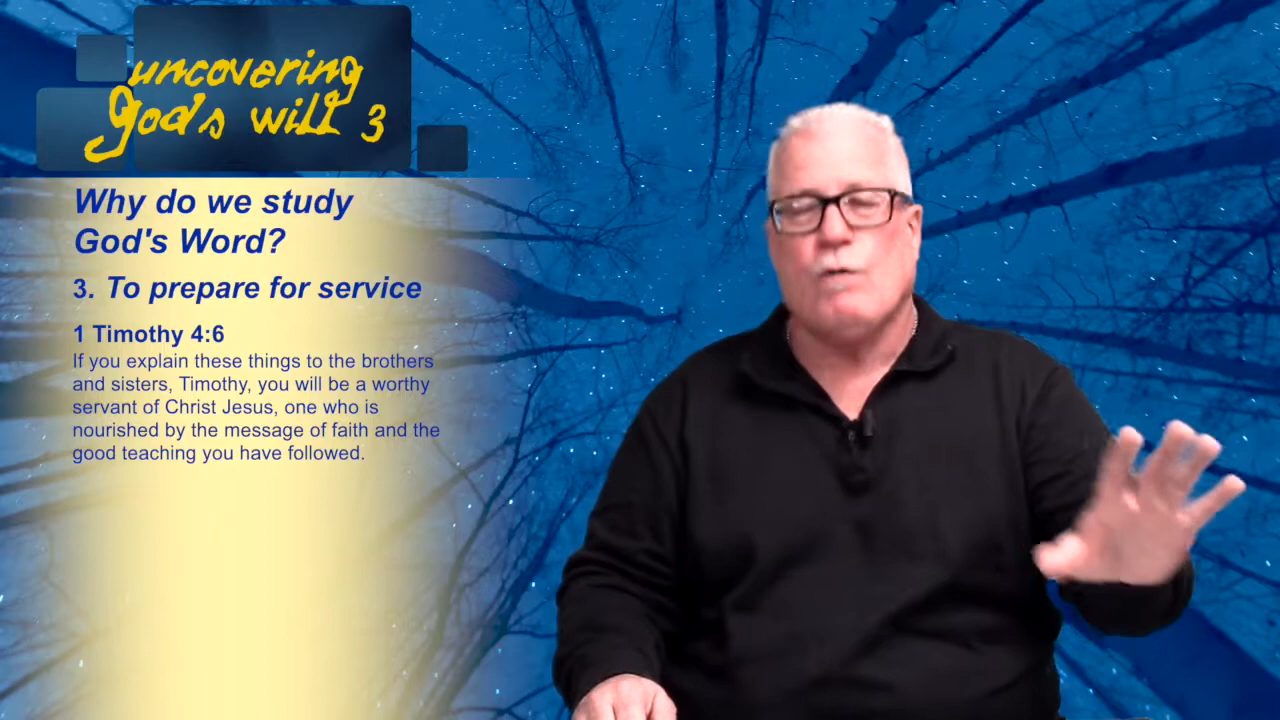 uncovering
god's will 3
Why do we study
God's Word?
3. To prepare for service
1 Timothy 4:6
If you explain these things to the brothers
and sisters, Timothy, you will be a worthy
servant of Christ Jesus, one who is
nourished by the message of faith and the
good teaching you have followed.